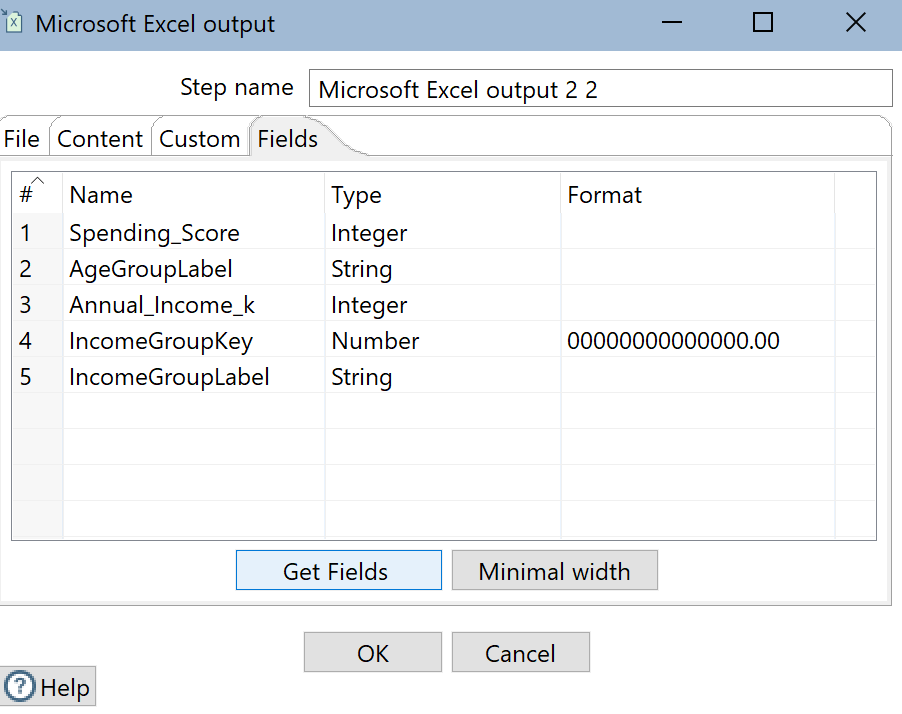 Microsoft Excel output
Step name Microsoft Excel output 2 2
File Content Custom Fields
# Name Type Format
1 Spending_Score Integer
2 AgeGroupLabel String
3 Annual_Income_k Integer
4 IncomeGroupKey Number 00000000000000.00
5 IncomeGroupLabel String
Get Fields Minimal width
OK Cancel
? Help